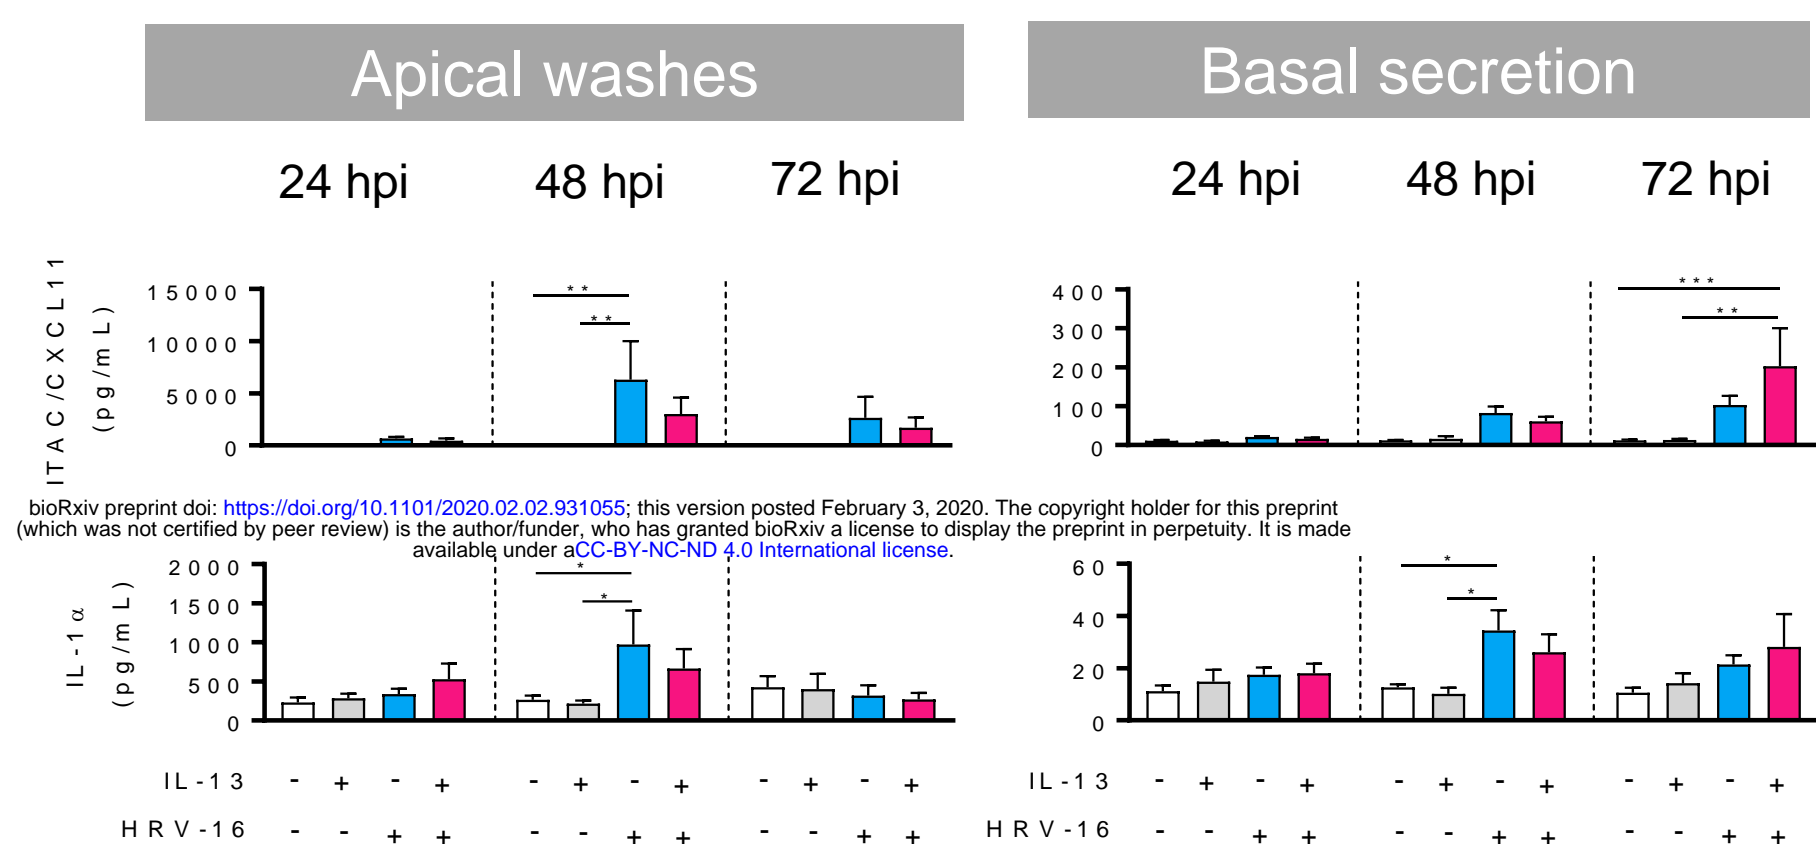 Apical washes
Basal secretion
24 hpi
48 hpi
72 hpi
24 hpi
48 hpi
72 hpi
ITAC/CXCL11
(pg/mL)
15000
10000
5000
0
**
**
400
300
200
100
0
***
**
bioRxiv preprint doi: https://doi.org/10.1101/2020.02.02.931055; this version posted February 3, 2020. The copyright holder for this preprint
(which was not certified by peer review) is the author/funder, who has granted bioRxiv a license to display the preprint in perpetuity. It is made
available under aCC-BY-NC-ND 4.0 International license.
IL-1α
(pg/mL)
2000
1500
1000
500
0
*
*
60
40
20
0
*
*
IL-13 - + - + - + - + - + - +
IL-13 - + - + - + - + - + - +
HRV-16 - - + + - - + + - - + +
HRV-16 - - + + - - + + - - + +